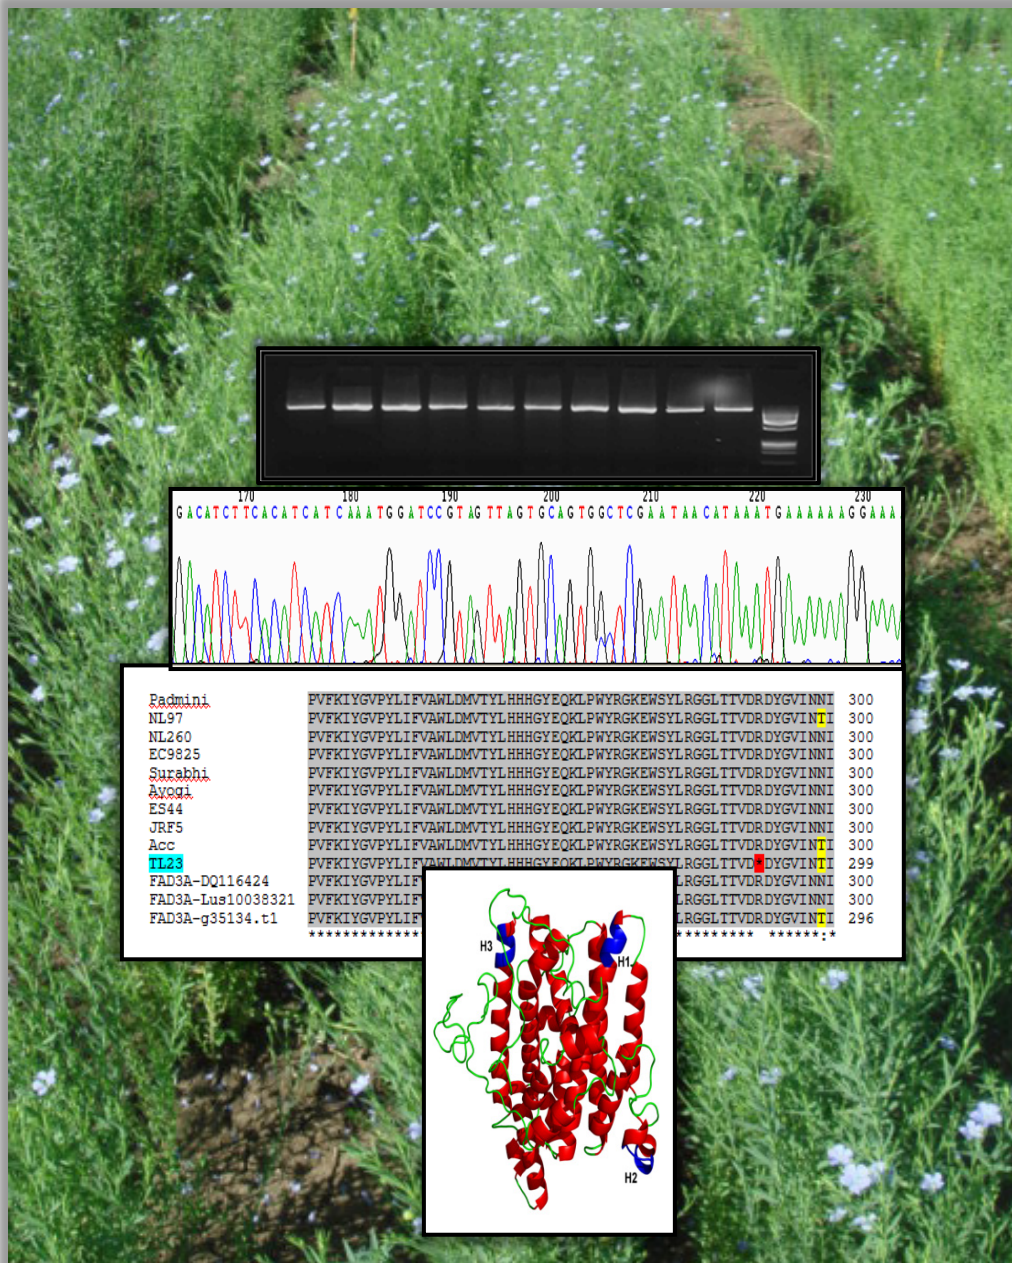 170 180 190 200 210 220 230
GACATCTTCACATCATCAAATGGATCCGTAGTTAGTGCAGTGGCTCGAATAACATAAATGAAAAAAGGAAA
Padmini PVFKIYGVPYLIFVAWLDMVTYLHHHGYEQKLPWYRGKEWSYLRGGLTTVDRDYGVINNI 300
NL97 PVFKIYGVPYLIFVAWLDMVTYLHHHGYEQKLPWYRGKEWSYLRGGLTTVDRDYGVINTI 300
NL260 PVFKIYGVPYLIFVAWLDMVTYLHHHGYEQKLPWYRGKEWSYLRGGLTTVDRDYGVINNI 300
EC9825 PVFKIYGVPYLIFVAWLDMVTYLHHHGYEQKLPWYRGKEWSYLRGGLTTVDRDYGVINNI 300
Surabhi PVFKIYGVPYLIFVAWLDMVTYLHHHGYEQKLPWYRGKEWSYLRGGLTTVDRDYGVINNI 300
Ayogi PVFKIYGVPYLIFVAWLDMVTYLHHHGYEQKLPWYRGKEWSYLRGGLTTVDRDYGVINNI 300
ES44 PVFKIYGVPYLIFVAWLDMVTYLHHHGYEQKLPWYRGKEWSYLRGGLTTVDRDYGVINNI 300
JRF5 PVFKIYGVPYLIFVAWLDMVTYLHHHGYEQKLPWYRGKEWSYLRGGLTTVDRDYGVINNI 300
Acc PVFKIYGVPYLIFVAWLDMVTYLHHHGYEQKLPWYRGKEWSYLRGGLTTVDRDYGVINTI 300
TL23 PVFKIYGVPYLIFVAWLDMVTYLHHHGYEQKLPWYRGKEWSYLRGGLTTVD*DYGVINTI 299
FAD3A-DQ116424 PVFKIYGVPYLIF LRGGLTTVDRDYGVINNI 300
FAD3A-Lus10038321 PVFKIYGVPYLIF LRGGLTTVDRDYGVINNI 300
FAD3A-g35134.t1 PVFKIYGVPYLIF LRGGLTTVDRDYGVINTI 296
************* ********* ******:*
H3 H1
H2